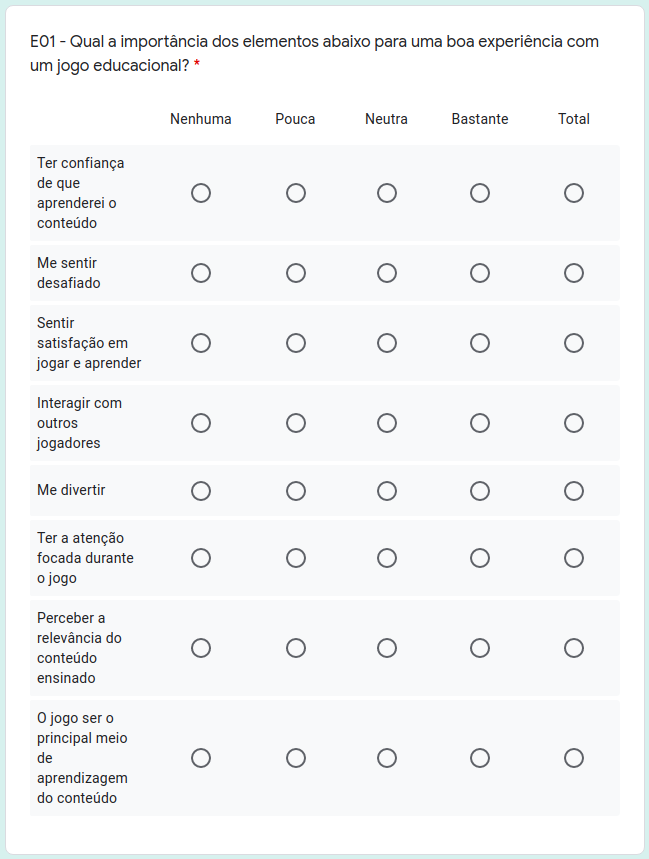 E01 - Qual a importância dos elementos abaixo para uma boa experiência com
um jogo educacional? *
Nenhuma Pouca Neutra Bastante Total
Ter confiança
de que
aprenderei o
conteúdo
Me sentir
desafiado
Sentir
satisfação em
jogar e aprender
Interagir com
outros
jogadores
Me divertir
Ter a atenção
focada durante
o jogo
Perceber a
relevância do
conteúdo
ensinado
O jogo ser o
principal meio
de
aprendizagem
do conteúdo